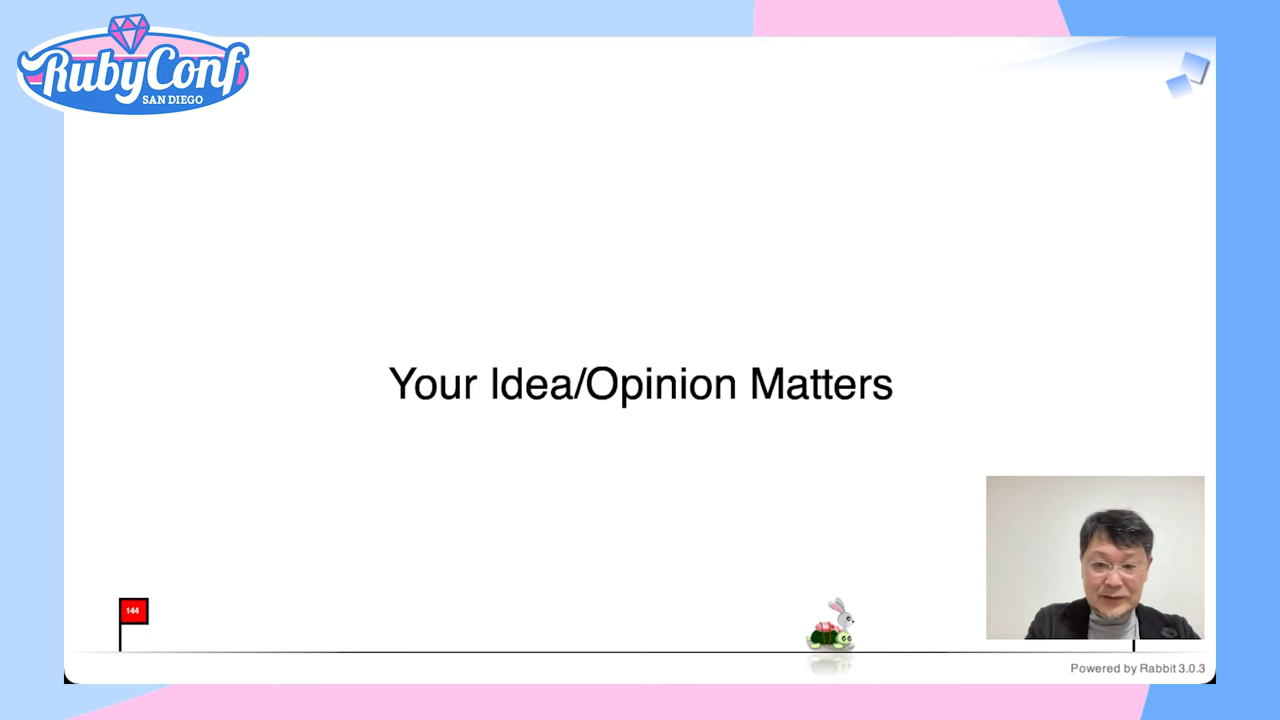 RubyConf
SAN DIEGO
Your Idea/Opinion Matters
144
Powered by Rabbit 3.0.3